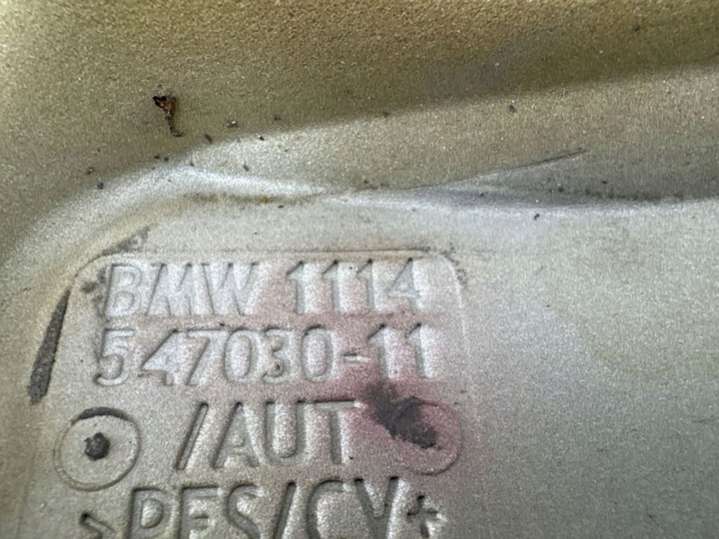 BMW 1114
547030-11
/AUT
>PES/CY+